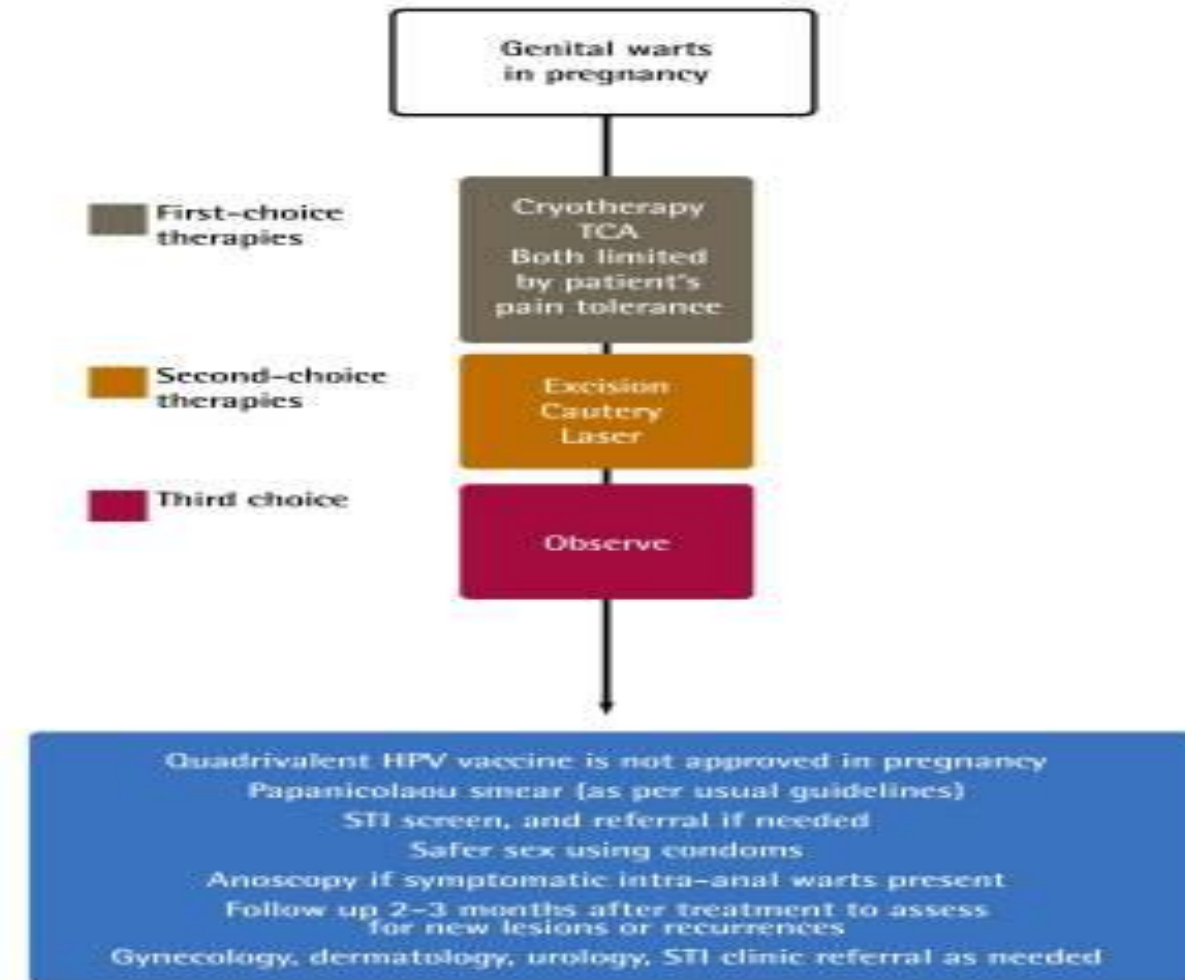 Genital warts
in pregnancy
First-choice
therapies
Cryotherapy
TCA
Both limited
by patient's
pain tolerance
Second-choice
therapies
Excision
Cautery
Laser
Third choice
Observe
Quadrivalent HPV vaccine is not approved in pregnancy
Papanicolaou smear (as per usual guidelines)
STI screen, and referral if needed
Safer sex using condoms
Anoscopy if symptomatic intra-anal warts present
Follow up 2-3 months after treatment to assess
for new lesions or recurrences
Gynecology, dermatology, urology, STI clinic referral as needed